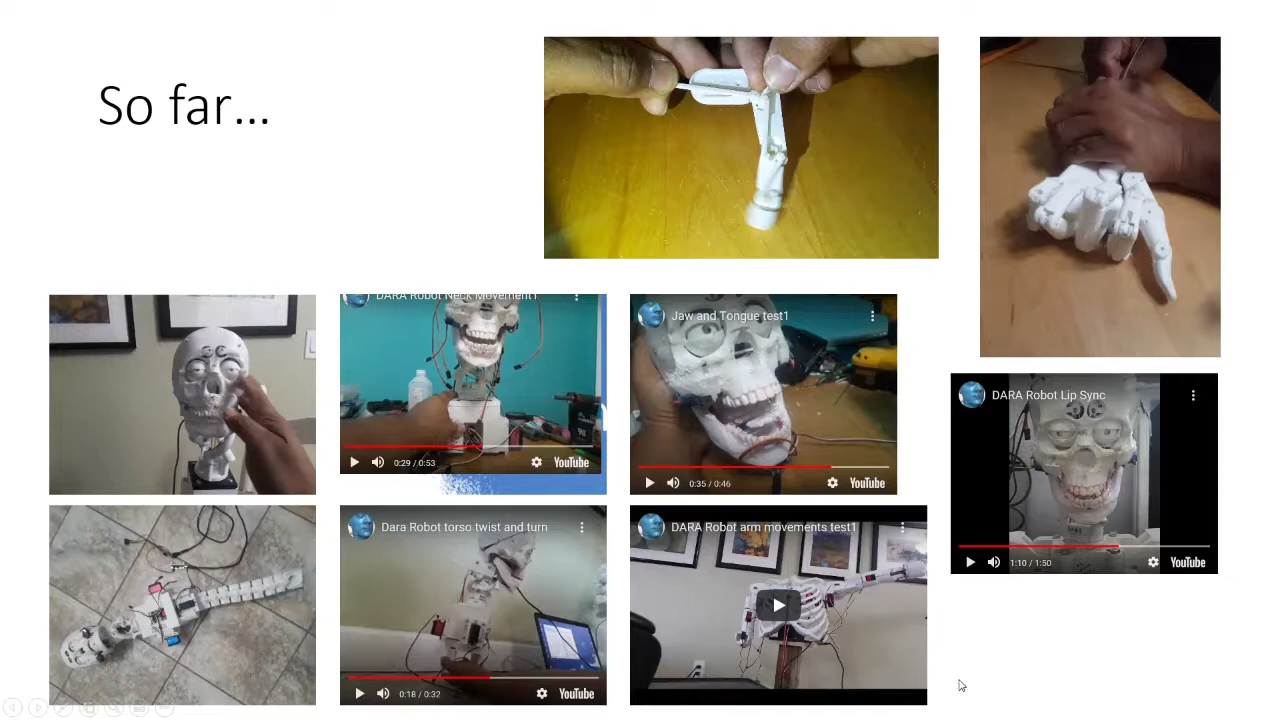 So far...
DARA Robot Neck Movement1
0:29 / 0:53
YouTube
Jaw and Tongue test1
0:35 / 0:46
YouTube
DARA Robot Lip Sync
1:10 / 1:50
YouTube
Dara Robot torso twist and turn
0:18 / 0:32
YouTube
DARA Robot arm movements test1